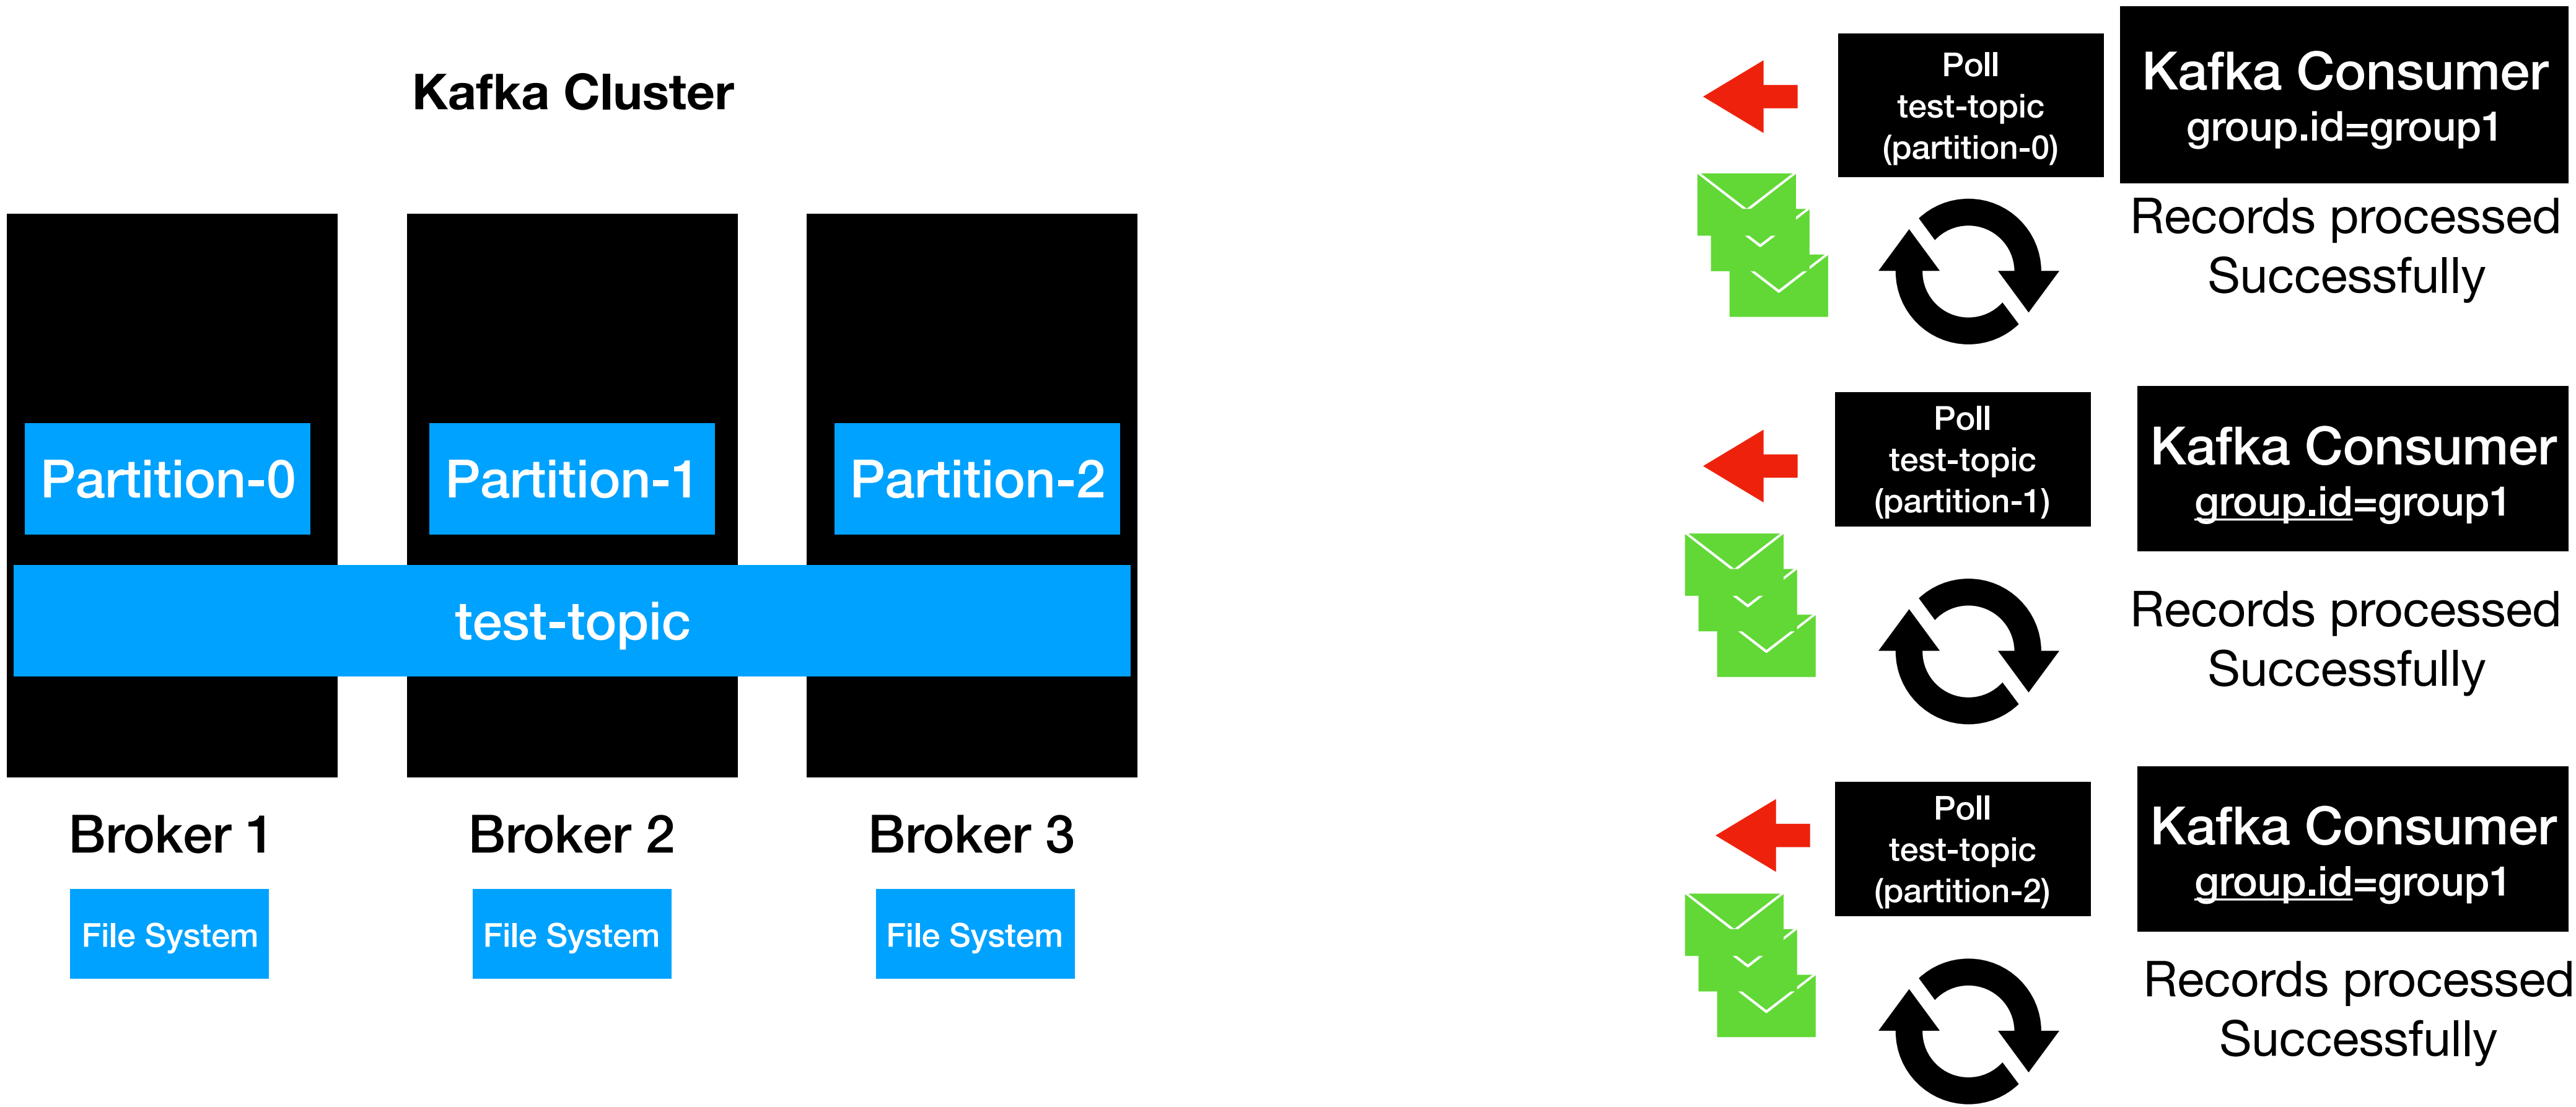 Kafka Cluster
Partition-0
Partition-1
Partition-2
test-topic
Broker 1
Broker 2
Broker 3
File System
File System
File System
Poll
test-topic
(partition-0)
Kafka Consumer
group.id=group1
Records processed
Successfully
Poll
test-topic
(partition-1)
Kafka Consumer
group.id=group1
Records processed
Successfully
Poll
test-topic
(partition-2)
Kafka Consumer
group.id=group1
Records processed
Successfully